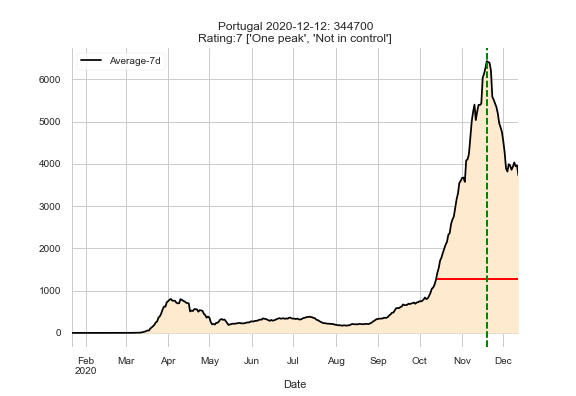 Portugal 2020-12-12: 344700
Rating:7 ['One peak', 'Not in control']
Average-7d
6000
5000
4000
3000
2000
1000
0
Feb Mar Apr May Jun Jul Aug Sep Oct Nov Dec
2020
Date